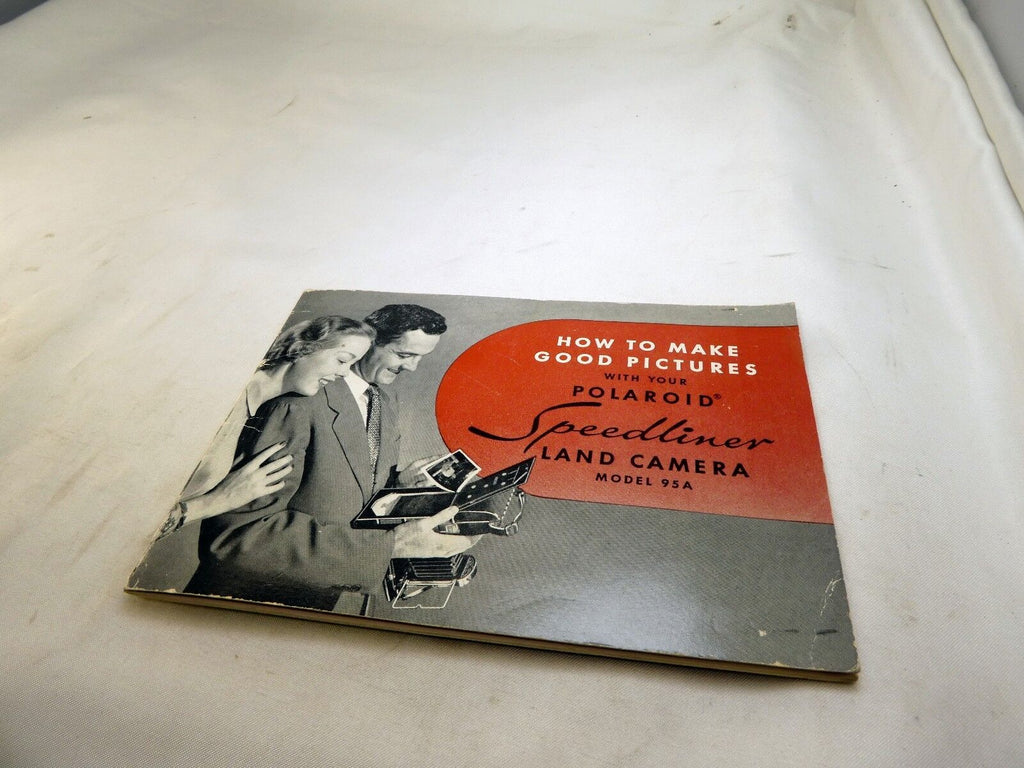 HOW TO MAKE
GOOD PICTURES
WITH YOUR
POLAROID®
Speedliner
LAND CAMERA
MODEL 95A